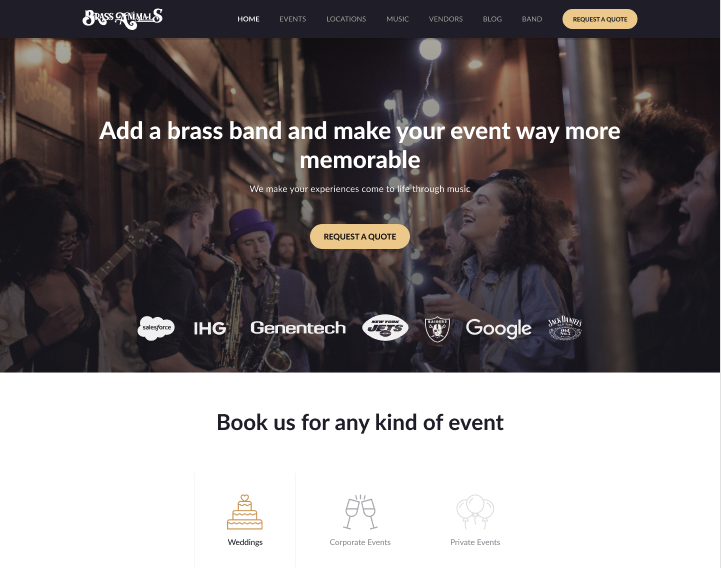 BRASS ANIMALS
HOME EVENTS LOCATIONS MUSIC VENDORS BLOG BAND REQUEST A QUOTE
Add a brass band and make your event way more
memorable
We make your experiences come to life through music
REQUEST A QUOTE
salesforce IHG Genentech NEW YORK JETS RAIDERS Google JACK DANIEL'S
Book us for any kind of event
Weddings Corporate Events Private Events